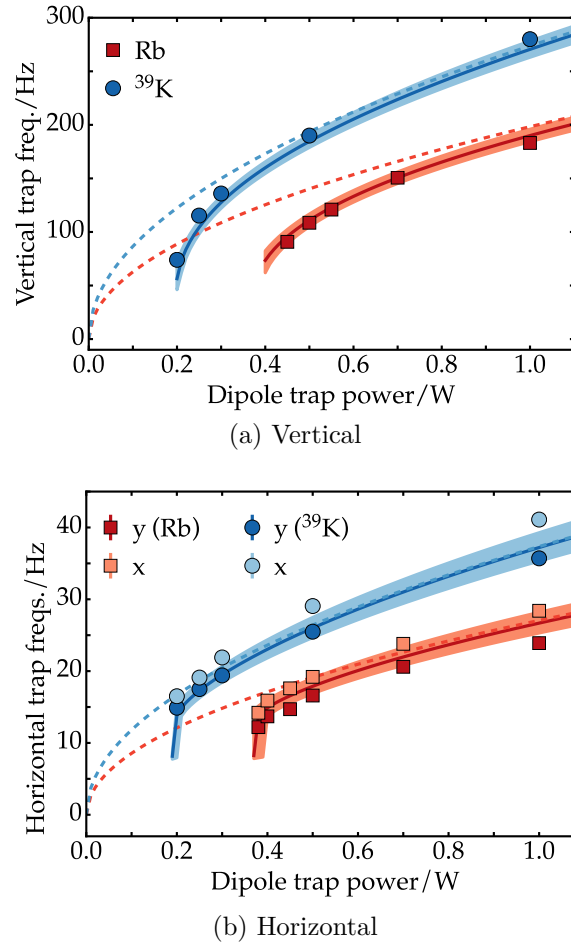 300
200
100
0
Vertical trap freq./Hz
Rb
³⁹K
0.0 0.2 0.4 0.6 0.8 1.0
Dipole trap power/W
(a) Vertical
40
30
20
10
0
Horizontal trap freqs./Hz
y (Rb) y (³⁹K)
x x
0.0 0.2 0.4 0.6 0.8 1.0
Dipole trap power/W
(b) Horizontal